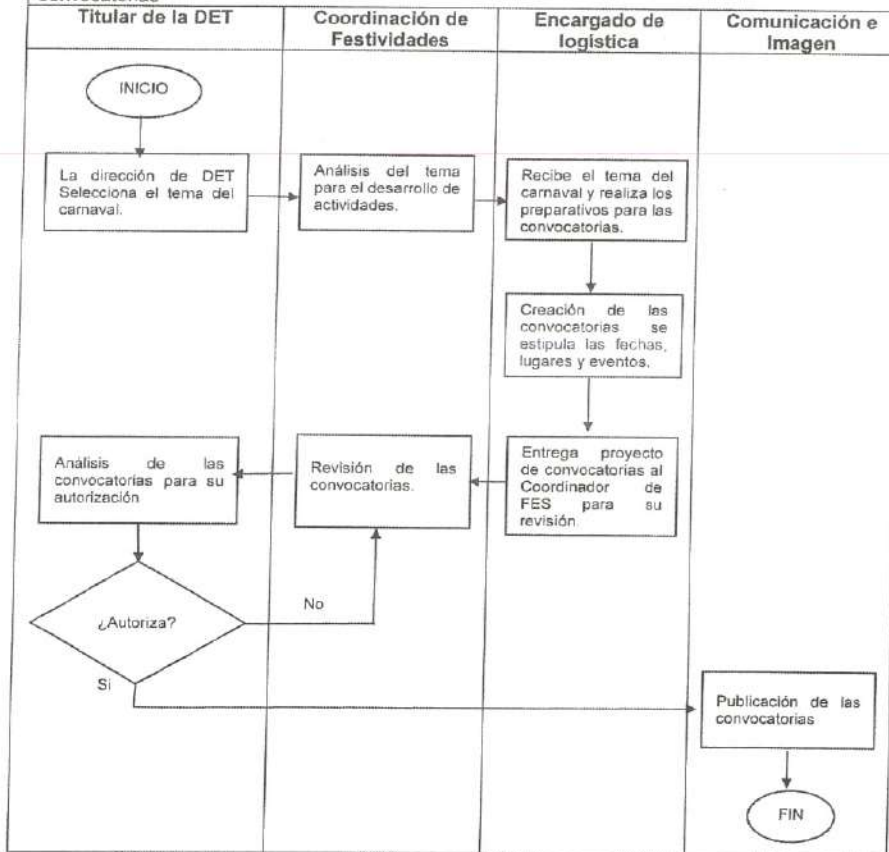 Titular de la DET
Coordinación de
Festividades
Encargado de
logística
Comunicación e
Imagen
INICIO
La dirección de DET
Selecciona el tema del
carnaval.
Análisis del tema
para el desarrollo de
actividades.
Recibe el tema del
carnaval y realiza los
preparativos para las
convocatorias.
Creación de las
convocatorias se
estipula las fechas,
lugares y eventos.
Entrega proyecto
de convocatorias al
Coordinador de
FES para su
revisión.
Revisión de las
convocatorias.
Análisis de las
convocatorias para su
autorización
¿Autoriza?
No
Si
Publicación de las
convocatorias
FIN